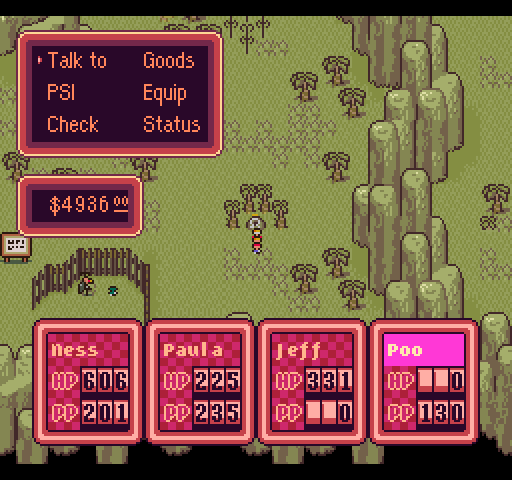 Talk to Goods
PSI Equip
Check Status
$4936 00
Ness Paula Jeff Poo
HP 606 HP 225 HP 331 HP 0
PP 201 PP 235 PP 0 PP 130